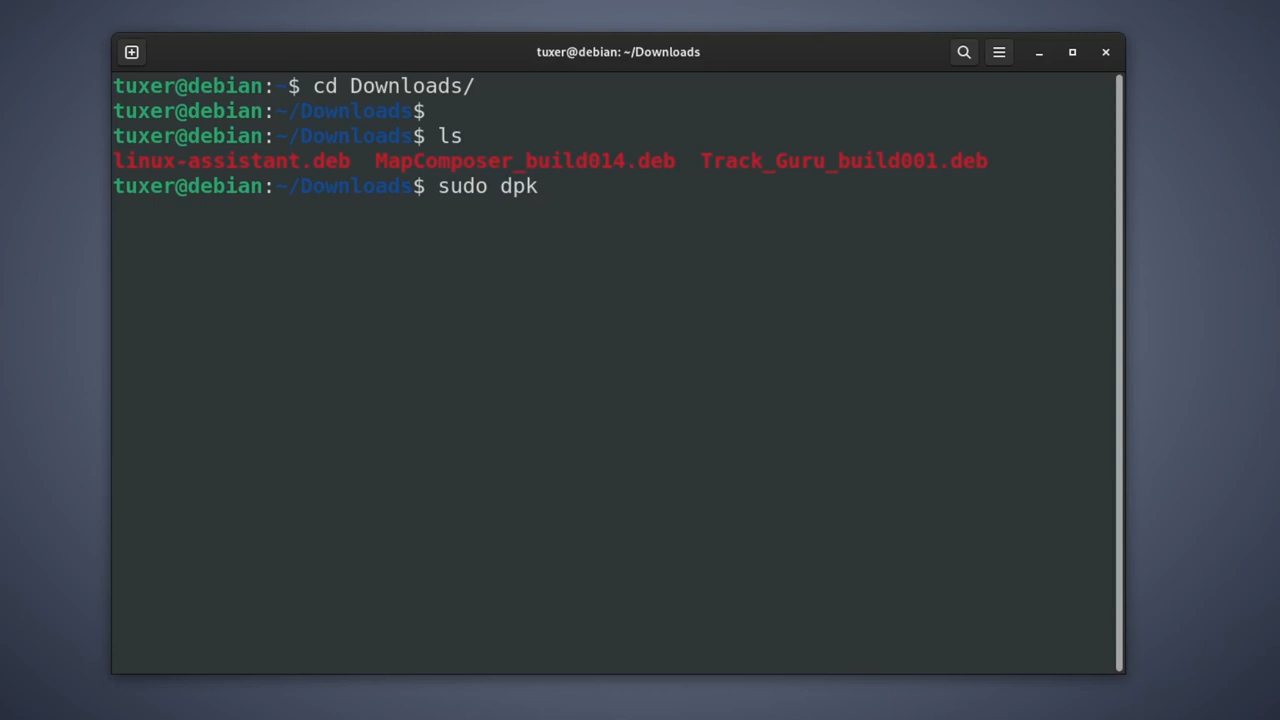 tuxer@debian: ~/Downloads
tuxer@debian:~$ cd Downloads/
tuxer@debian:~/Downloads$
tuxer@debian:~/Downloads$ ls
linux-assistant.deb  MapComposer_build014.deb  Track_Guru_build001.deb
tuxer@debian:~/Downloads$ sudo dpk